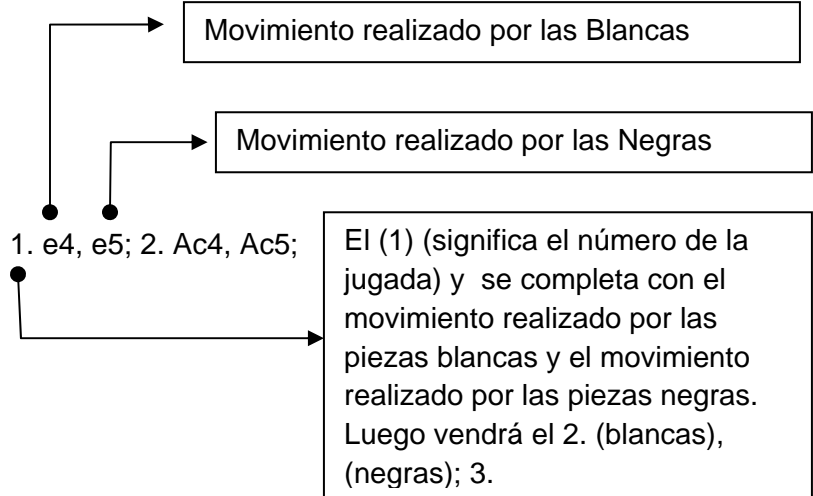 Movimiento realizado por las Blancas
Movimiento realizado por las Negras
1. e4, e5; 2. Ac4, Ac5;
El (1) (significa el número de la
jugada) y se completa con el
movimiento realizado por las
piezas blancas y el movimiento
realizado por las piezas negras.
Luego vendrá el 2. (blancas),
(negras); 3.